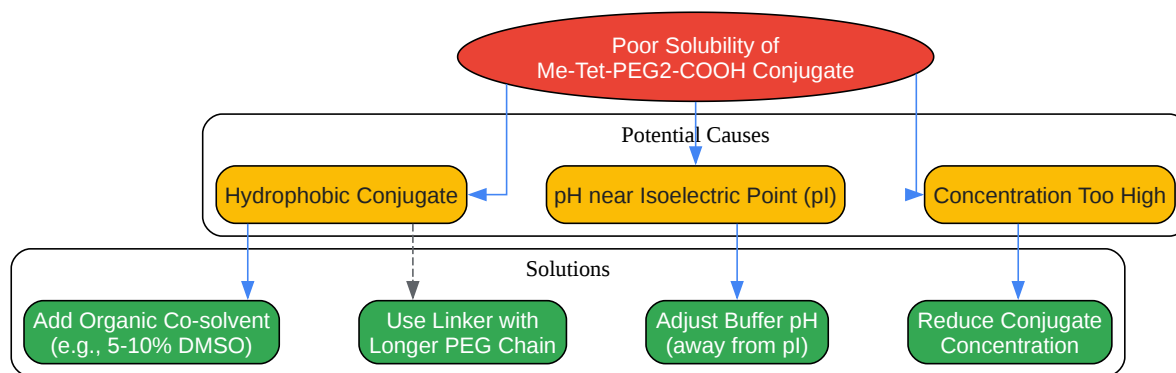 Poor Solubility of
Me-Tet-PEG2-COOH Conjugate
Potential Causes
Hydrophobic Conjugate
pH near Isoelectric Point (pI)
Concentration Too High
Solutions
Add Organic Co-solvent
(e.g., 5-10% DMSO)
Use Linker with
Longer PEG Chain
Adjust Buffer pH
(away from pI)
Reduce Conjugate
Concentration